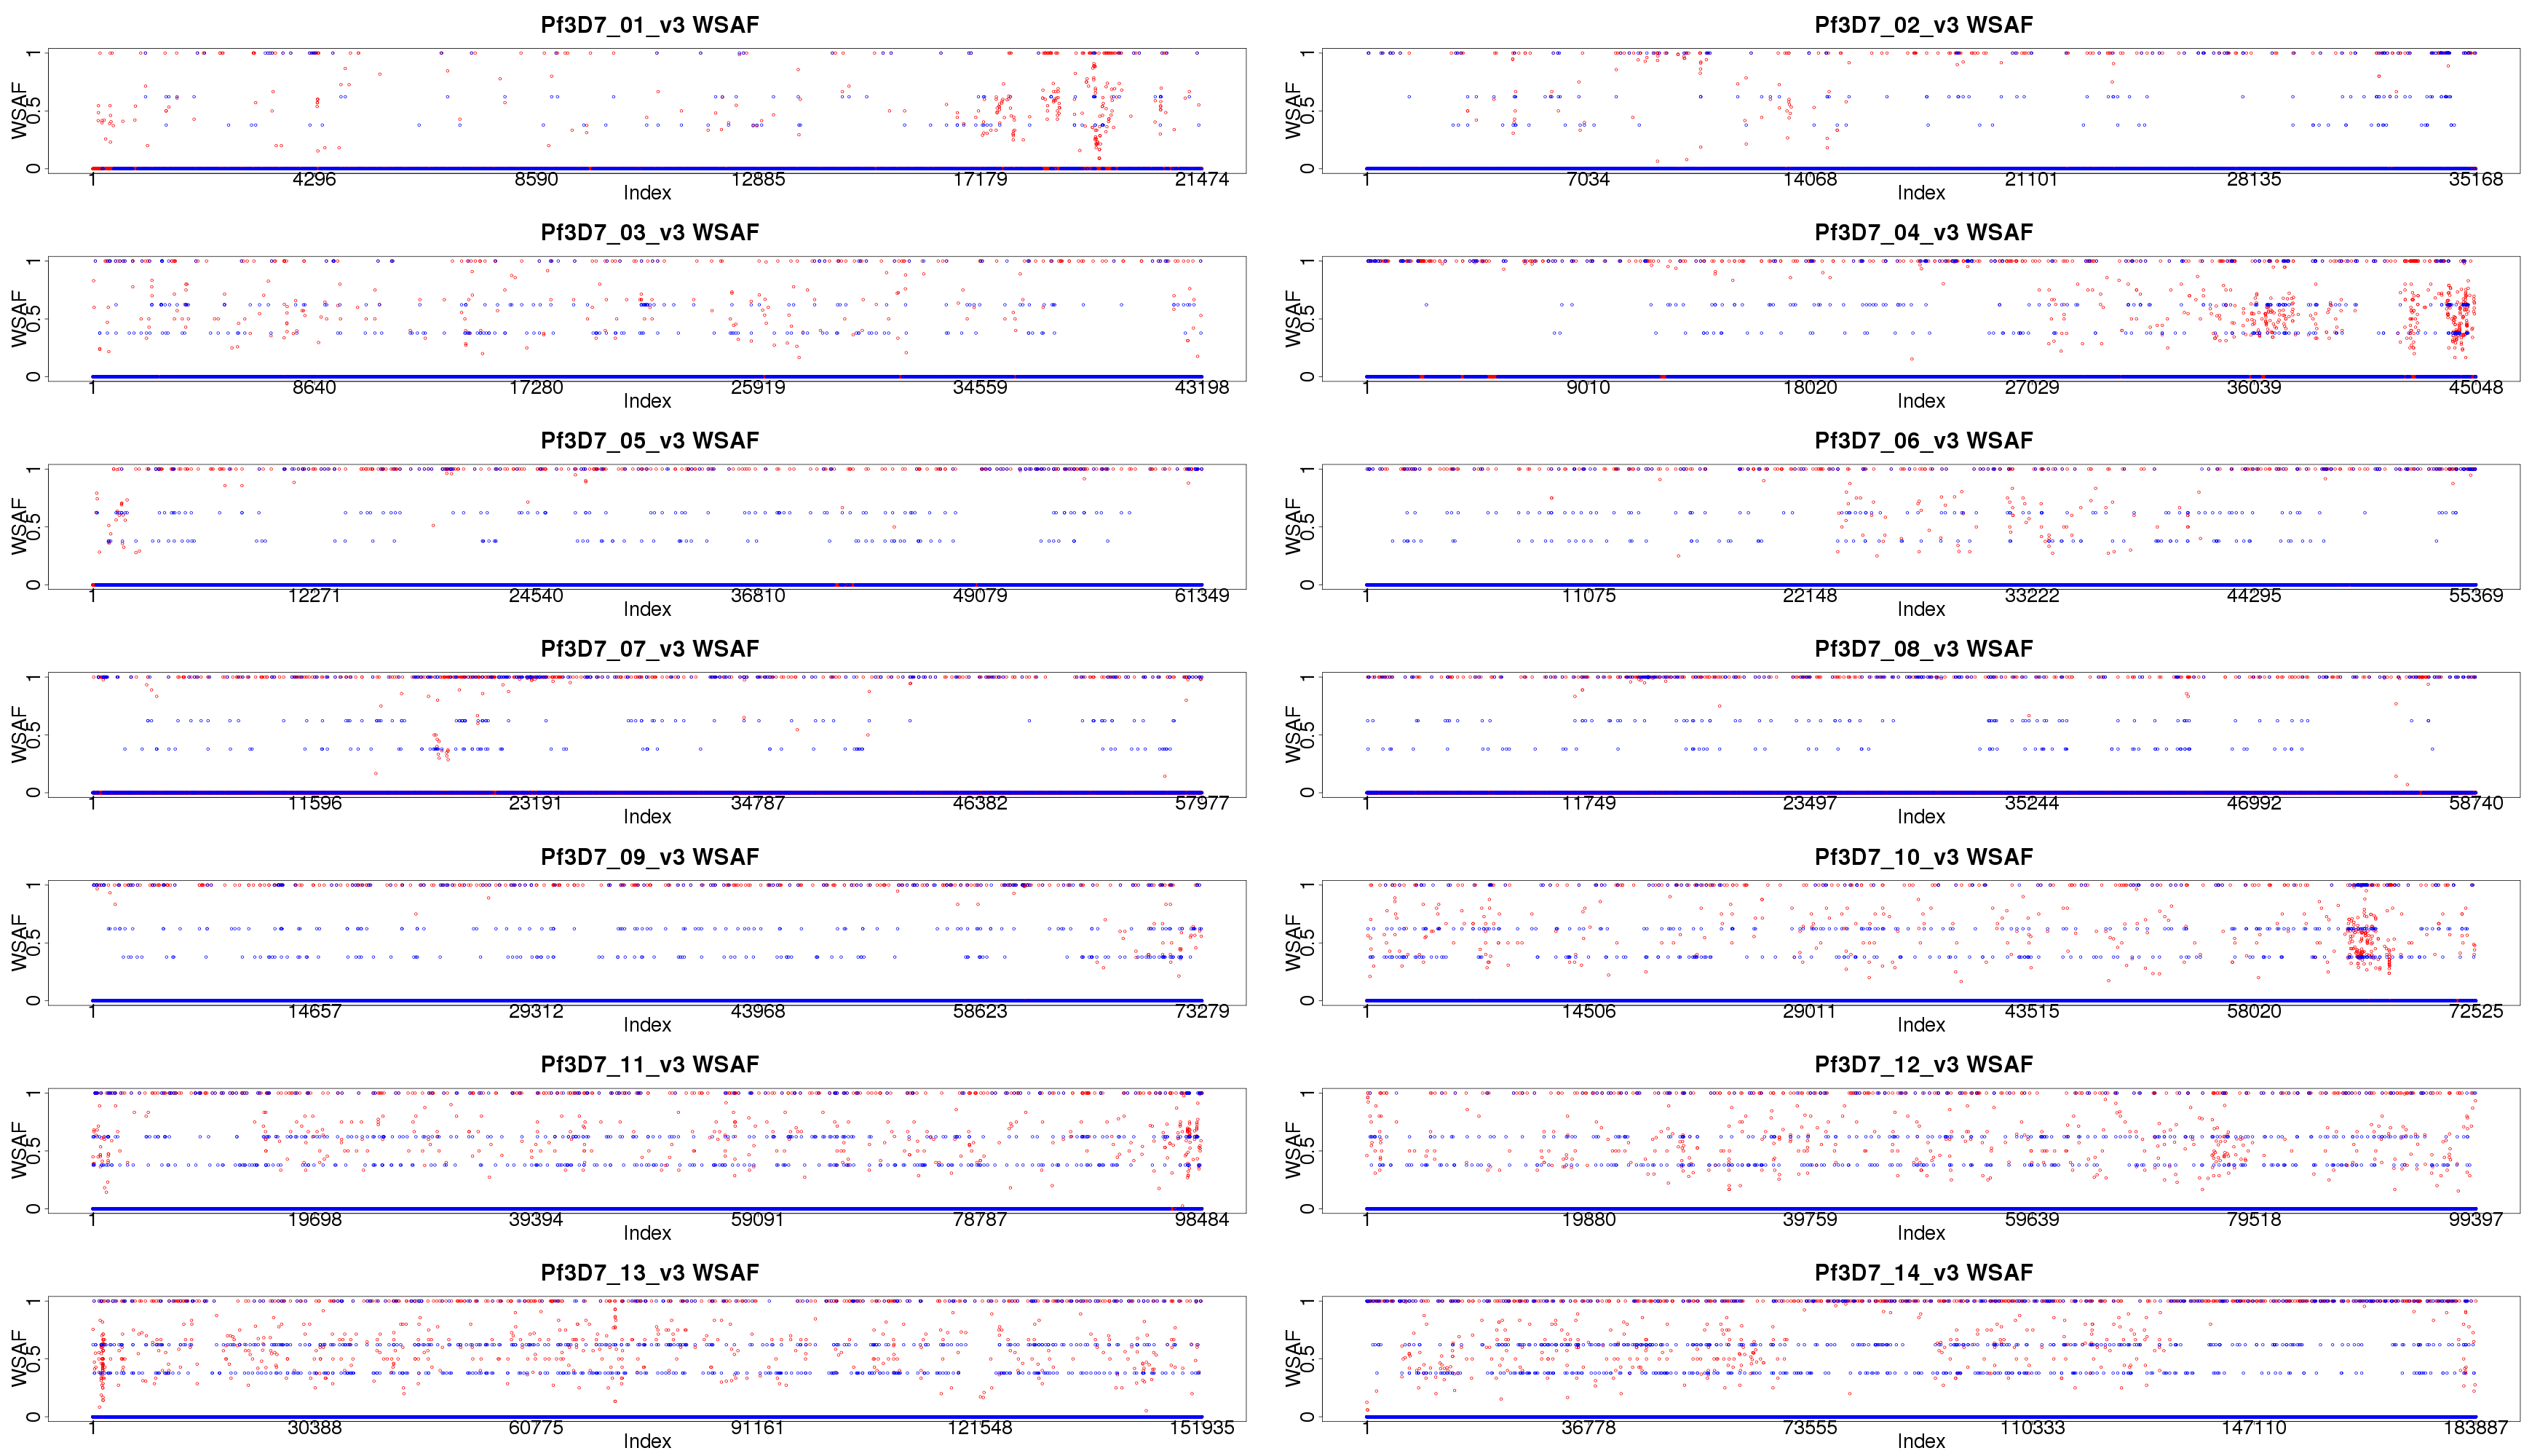 Pf3D7_01_v3 WSAF
WSAF
0 0.5 1
1 4296 8590 12885 17179 21474
Index
Pf3D7_02_v3 WSAF
WSAF
0 0.5 1
1 7034 14068 21101 28135 35168
Index
Pf3D7_03_v3 WSAF
WSAF
0 0.5 1
1 8640 17280 25919 34559 43198
Index
Pf3D7_04_v3 WSAF
WSAF
0 0.5 1
1 9010 18020 27029 36039 45048
Index
Pf3D7_05_v3 WSAF
WSAF
0 0.5 1
1 12271 24540 36810 49079 61349
Index
Pf3D7_06_v3 WSAF
WSAF
0 0.5 1
1 11075 22148 33222 44295 55369
Index
Pf3D7_07_v3 WSAF
WSAF
0 0.5 1
1 11596 23191 34787 46382 57977
Index
Pf3D7_08_v3 WSAF
WSAF
0 0.5 1
1 11749 23497 35244 46992 58740
Index
Pf3D7_09_v3 WSAF
WSAF
0 0.5 1
1 14657 29312 43968 58623 73279
Index
Pf3D7_10_v3 WSAF
WSAF
0 0.5 1
1 14506 29011 43515 58020 72525
Index
Pf3D7_11_v3 WSAF
WSAF
0 0.5 1
1 19698 39394 59091 78787 98484
Index
Pf3D7_12_v3 WSAF
WSAF
0 0.5 1
1 19880 39759 59639 79518 99397
Index
Pf3D7_13_v3 WSAF
WSAF
0 0.5 1
1 30388 60775 91161 121548 151935
Index
Pf3D7_14_v3 WSAF
WSAF
0 0.5 1
1 36778 73555 110333 147110 183887
Index